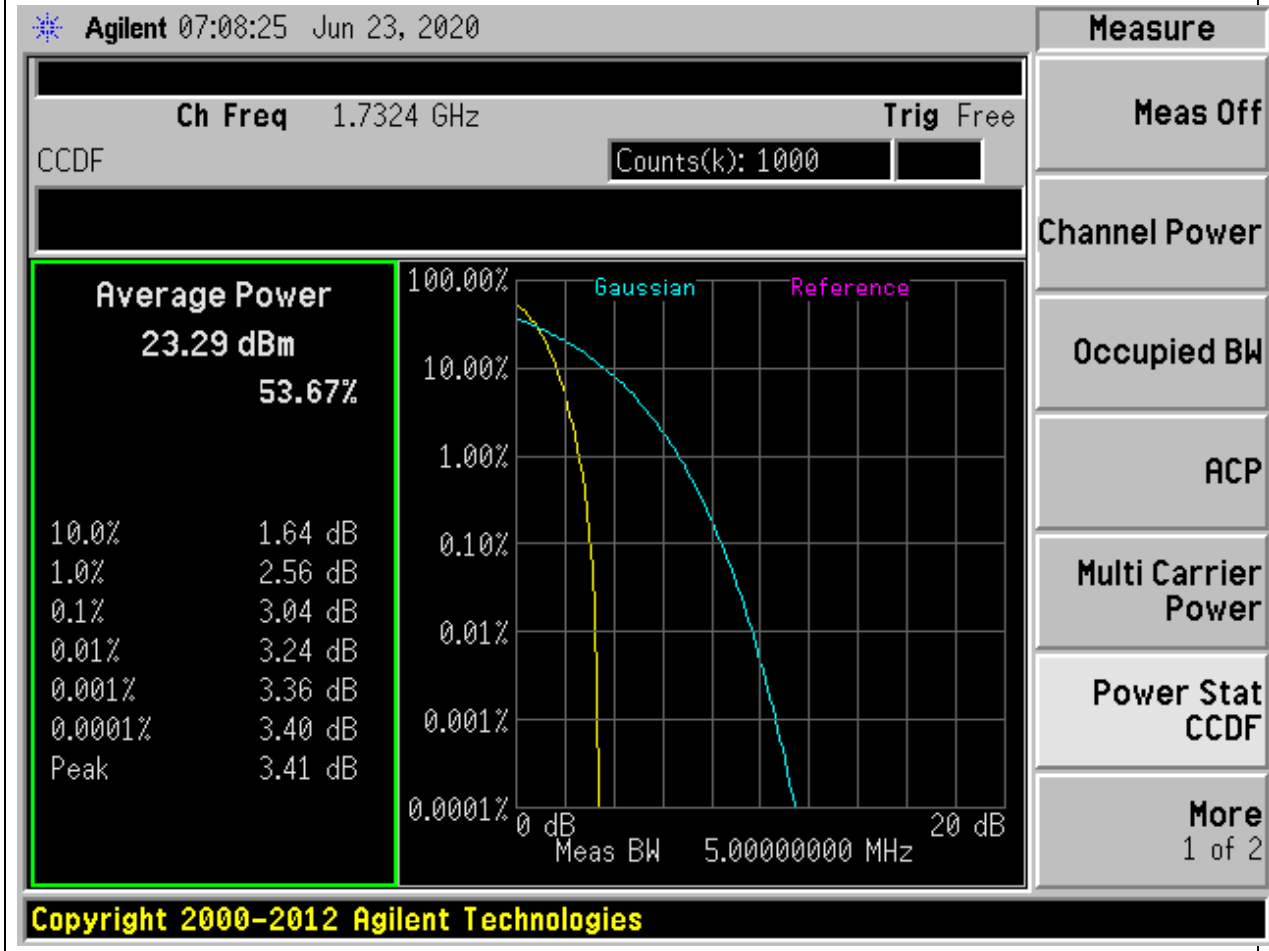 Agilent 07:08:25 Jun 23, 2020
Measure
Ch Freq 1.7324 GHz Trig Free
CCDF Counts(k): 1000
Average Power
23.29 dBm
53.67%
10.0% 1.64 dB
1.0% 2.56 dB
0.1% 3.04 dB
0.01% 3.24 dB
0.001% 3.36 dB
0.0001% 3.40 dB
Peak 3.41 dB
Gaussian Reference
100.00%
10.00%
1.00%
0.10%
0.01%
0.001%
0.0001%
0 dB 20 dB
Meas BW 5.00000000 MHz
Meas Off
Channel Power
Occupied BW
ACP
Multi Carrier
Power
Power Stat
CCDF
More
1 of 2
Copyright 2000-2012 Agilent Technologies